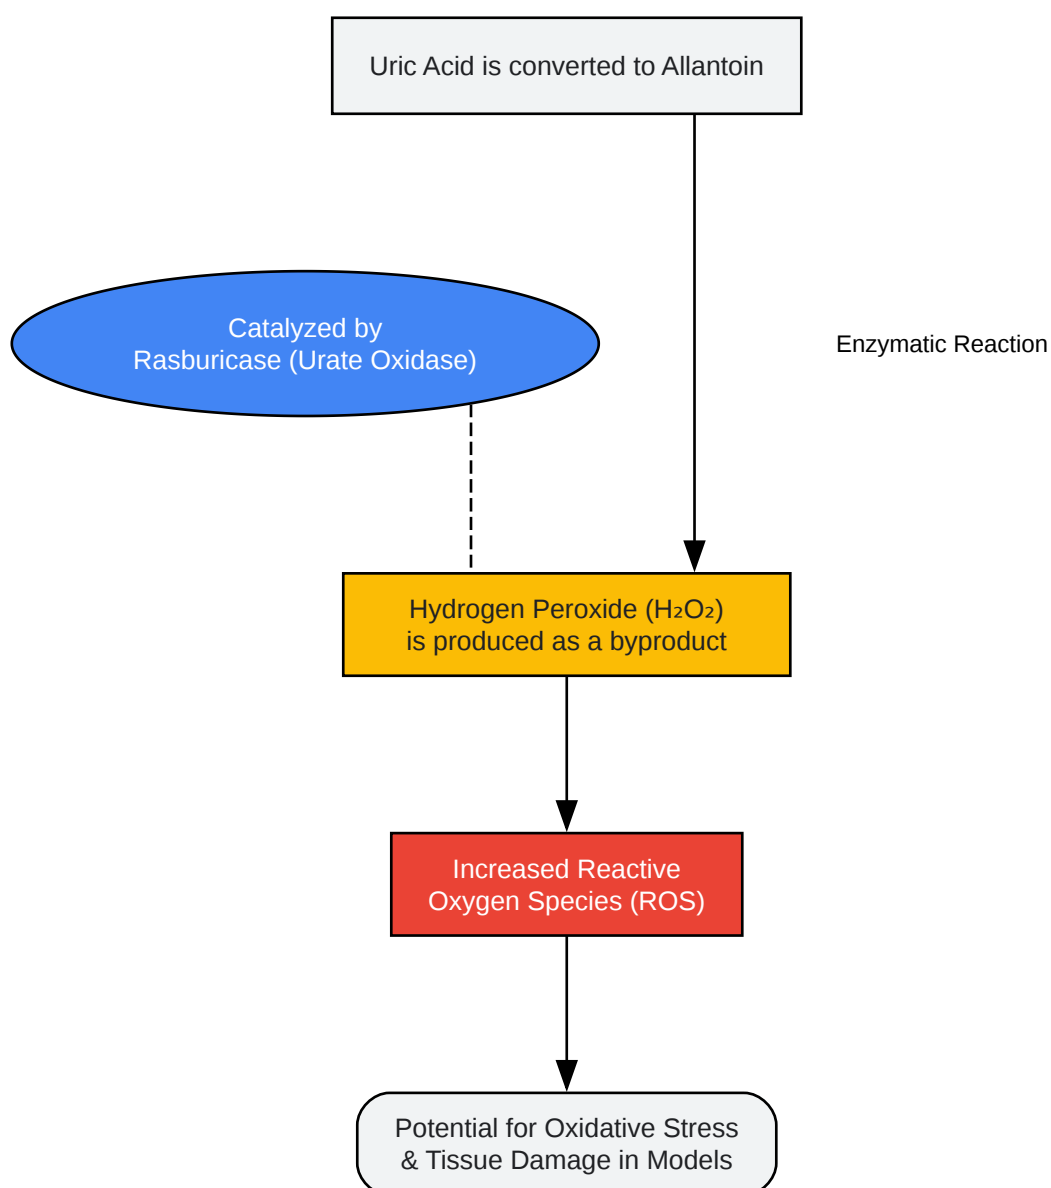 Uric Acid is converted to Allantoin
Catalyzed by
Rasburicase (Urate Oxidase)
Enzymatic Reaction
Hydrogen Peroxide (H₂O₂)
is produced as a byproduct
Increased Reactive
Oxygen Species (ROS)
Potential for Oxidative Stress
& Tissue Damage in Models